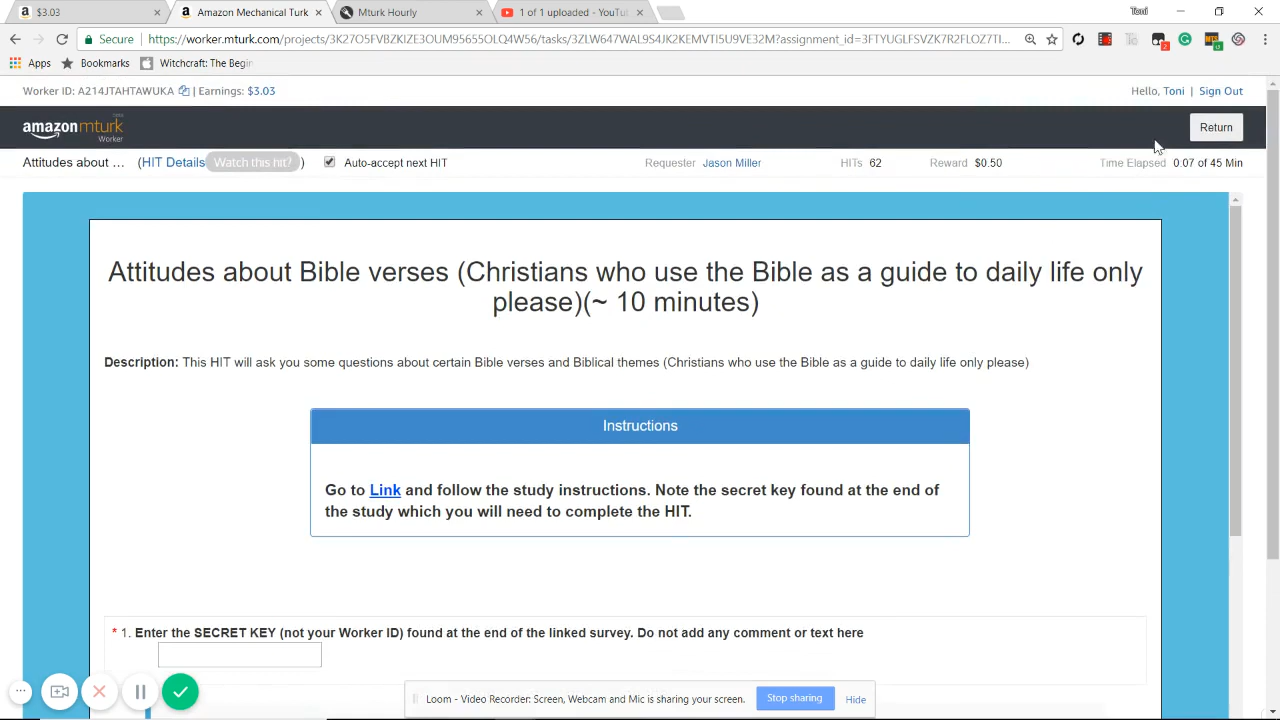 $3.03
Amazon Mechanical Turk
Mturk Hourly
1 of 1 uploaded - YouTu
Toni
Secure
https://worker.mturk.com/projects/3K27O5FVBZKIZE3OUM95655OLQ4W56/tasks/3ZLW647WAL9S4JK2KEMVTI5U9VE32M?assignment_id=3FTYUGLFSVZK7R2FLOZ7TI...
Apps
Bookmarks
Witchcraft: The Begin
Worker ID: A214JTAHTAWUKA | Earnings: $3.03
Hello, Toni | Sign Out
amazonmturk
Worker
Return
Attitudes about ... (HIT Details Watch this hit? )
Auto-accept next HIT
Requester Jason Miller
HITs 62
Reward $0.50
Time Elapsed 0:07 of 45 Min
Attitudes about Bible verses (Christians who use the Bible as a guide to daily life only
please)(~ 10 minutes)
Description: This HIT will ask you some questions about certain Bible verses and Biblical themes (Christians who use the Bible as a guide to daily life only please)
Instructions
Go to Link and follow the study instructions. Note the secret key found at the end of
the study which you will need to complete the HIT.
* 1. Enter the SECRET KEY (not your Worker ID) found at the end of the linked survey. Do not add any comment or text here
Loom - Video Recorder: Screen, Webcam and Mic is sharing your screen.
Stop sharing
Hide